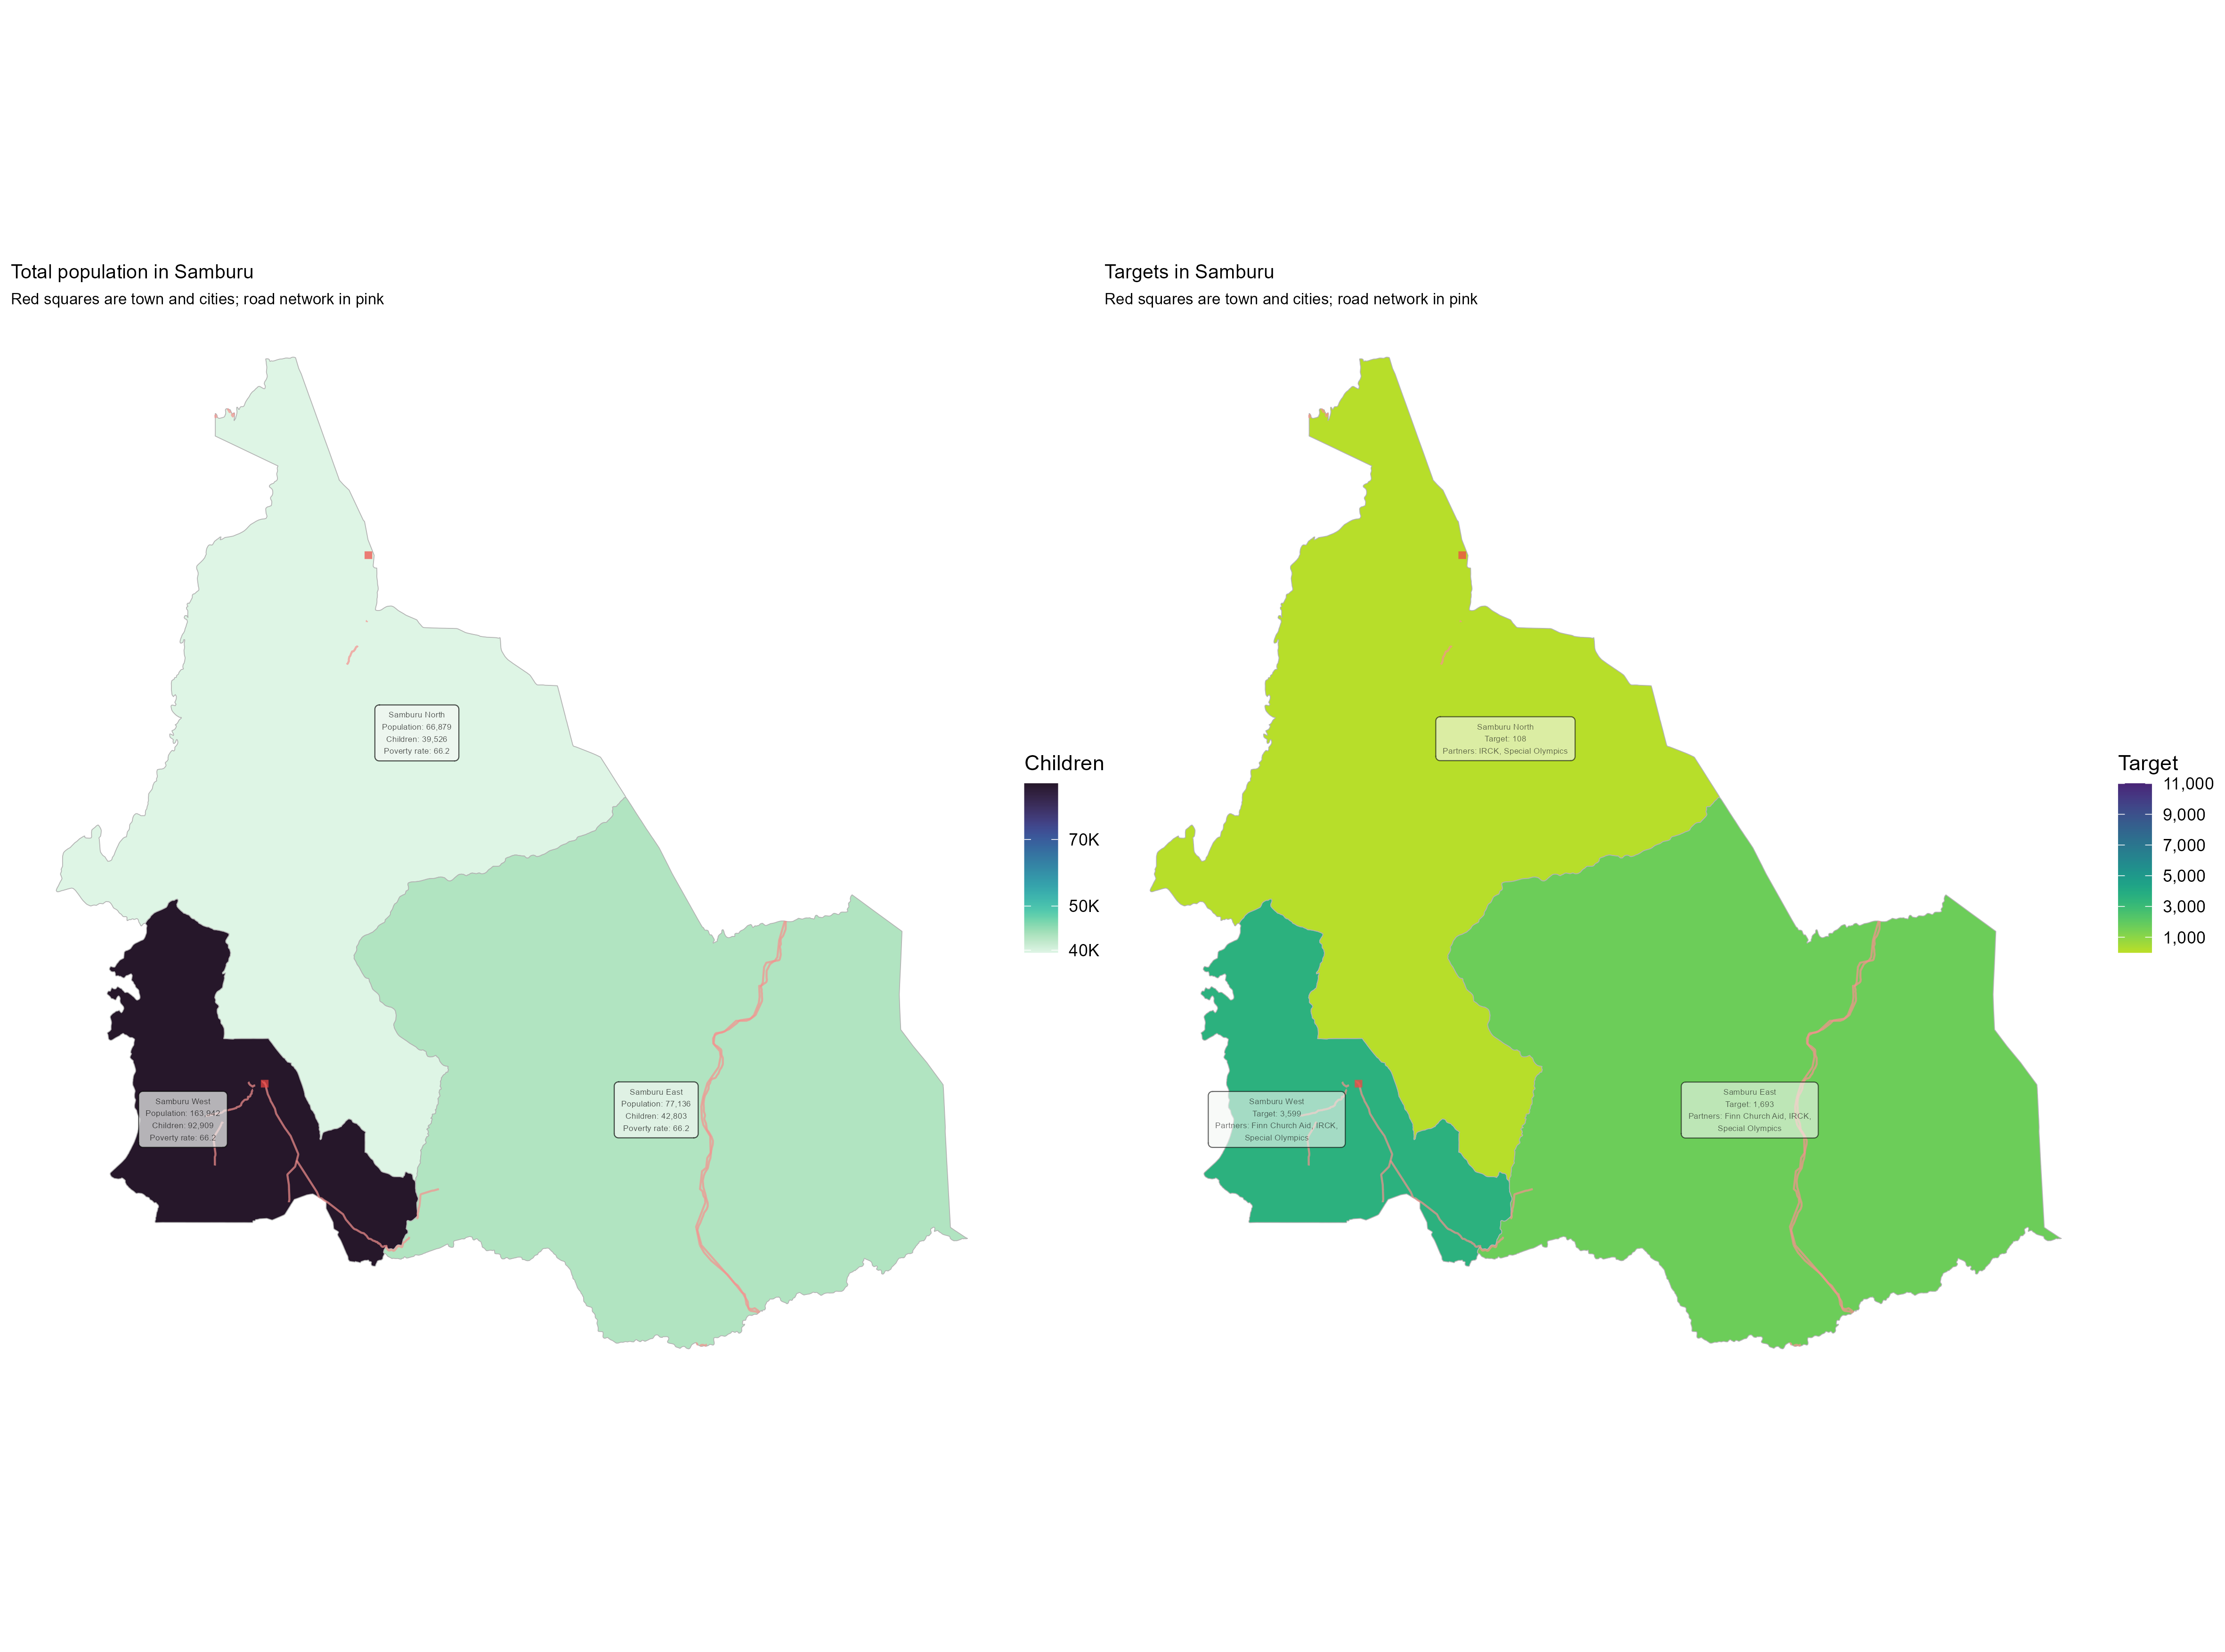 Total population in Samburu
Red squares are town and cities; road network in pink
Samburu North
Population: 66,879
Children: 39,526
Poverty rate: 66.2
Samburu West
Population: 163,942
Children: 92,909
Poverty rate: 66.2
Samburu East
Population: 77,136
Children: 42,803
Poverty rate: 66.2
Children
70K
50K
40K
Targets in Samburu
Red squares are town and cities; road network in pink
Samburu North
Target: 108
Partners: IRCK, Special Olympics
Samburu West
Target: 3,599
Partners: Finn Church Aid, IRCK,
Special Olympics
Samburu East
Target: 1,693
Partners: Finn Church Aid, IRCK,
Special Olympics
Target
11,000
9,000
7,000
5,000
3,000
1,000